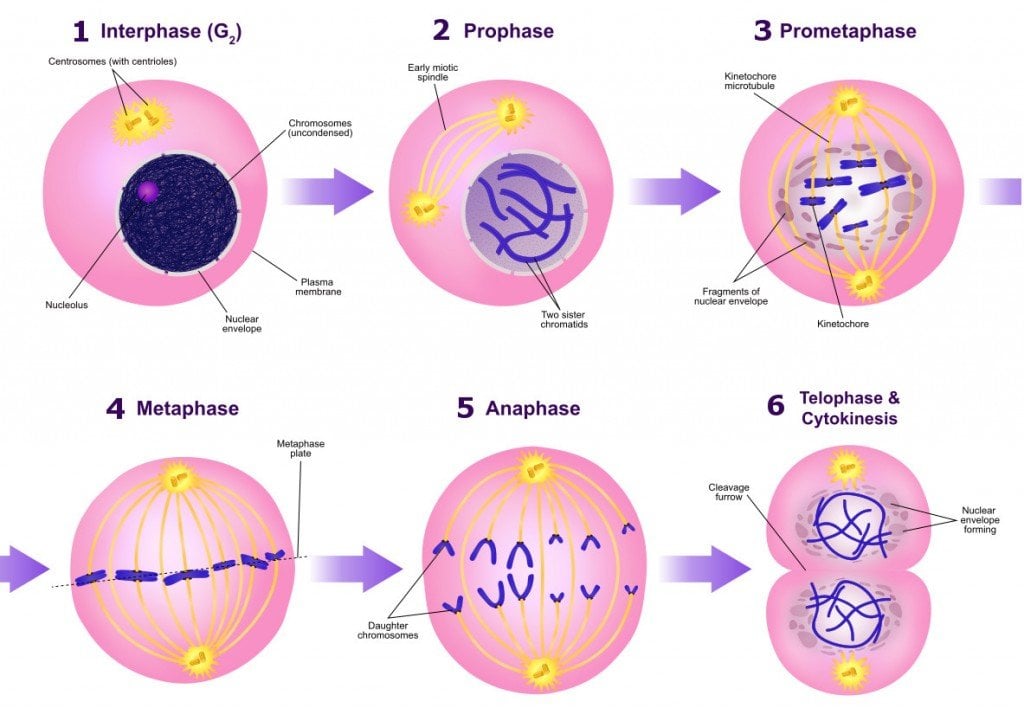 1 Interphase (G2)
2 Prophase
3 Prometaphase
Centrosomes (with centrioles)
Chromosomes
(uncondensed)
Nucleolus
Nuclear
envelope
Plasma
membrane
Early miotic
spindle
Two sister
chromatids
Kinetochore
microtubule
Fragments of
nuclear envelope
Kinetochore
4 Metaphase
5 Anaphase
6 Telophase &
Cytokinesis
Metaphase
plate
Daughter
chromosomes
Cleavage
furrow
Nuclear
envelope
forming